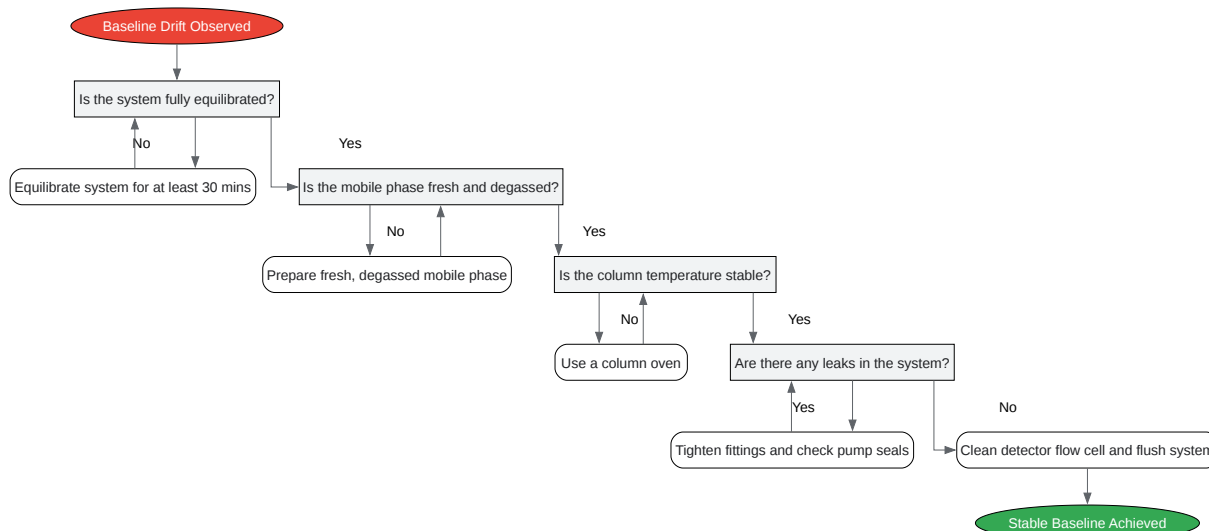 Baseline Drift Observed
Is the system fully equilibrated?
No
Yes
Equilibrate system for at least 30 mins
Is the mobile phase fresh and degassed?
No
Yes
Prepare fresh, degassed mobile phase
Is the column temperature stable?
No
Yes
Use a column oven
Are there any leaks in the system?
Yes
No
Tighten fittings and check pump seals
Clean detector flow cell and flush system
Stable Baseline Achieved